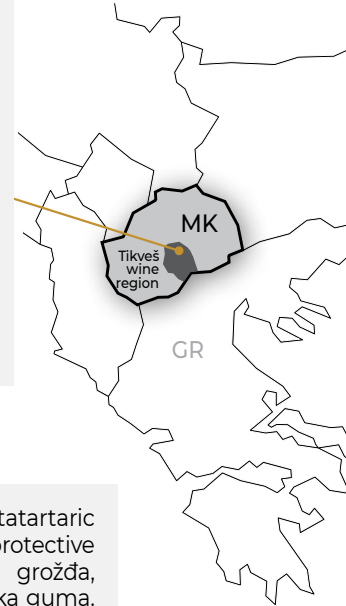 MK
Tikveš
wine
region
GR
tatartaric
protective
grožđa,
ka guma.